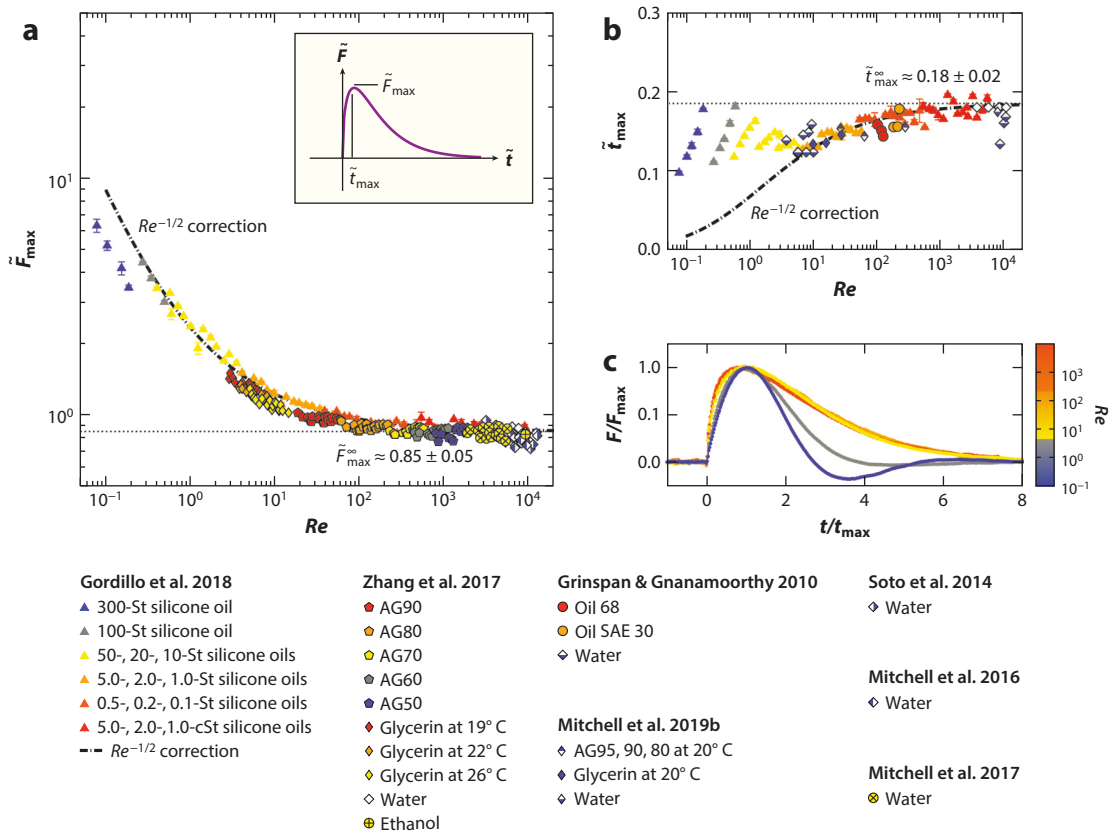 a
10¹
10⁰
F̃max
F̃
F̃max
t̃
t̃max
Re⁻¹/² correction
F̃∞max ≈ 0.85 ± 0.05
10⁻¹ 10⁰ 10¹ 10² 10³ 10⁴
Re
b
0.3
0.2
0.1
0.0
t̃max
t̃∞max ≈ 0.18 ± 0.02
Re⁻¹/² correction
10⁻¹ 10⁰ 10¹ 10² 10³ 10⁴
Re
c
1.0
0.1
0.0
F/Fmax
0 2 4 6 8
t/tmax
10³
10²
10¹
10⁰
10⁻¹
Re
Gordillo et al. 2018
300-St silicone oil
100-St silicone oil
50-, 20-, 10-St silicone oils
5.0-, 2.0-, 1.0-St silicone oils
0.5-, 0.2-, 0.1-St silicone oils
5.0-, 2.0-,1.0-cSt silicone oils
Re⁻¹/² correction
Zhang et al. 2017
AG90
AG80
AG70
AG60
AG50
Glycerin at 19° C
Glycerin at 22° C
Glycerin at 26° C
Water
Ethanol
Grinspan & Gnanamoorthy 2010
Oil 68
Oil SAE 30
Water
Mitchell et al. 2019b
AG95, 90, 80 at 20° C
Glycerin at 20° C
Water
Soto et al. 2014
Water
Mitchell et al. 2016
Water
Mitchell et al. 2017
Water